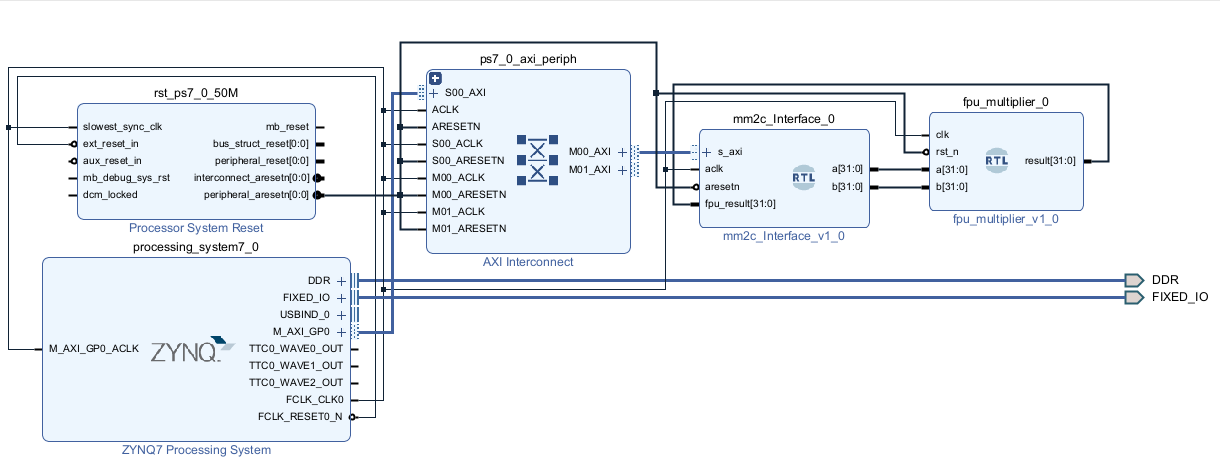 rst_ps7_0_50M
slowest_sync_clk
ext_reset_in
aux_reset_in
mb_debug_sys_rst
dcm_locked
mb_reset
bus_struct_reset[0:0]
peripheral_reset[0:0]
interconnect_aresetn[0:0]
peripheral_aresetn[0:0]
Processor System Reset
processing_system7_0
M_AXI_GP0_ACLK
ZYNQ
DDR
FIXED_IO
USBIND_0
M_AXI_GP0
TTC0_WAVE0_OUT
TTC0_WAVE1_OUT
TTC0_WAVE2_OUT
FCLK_CLK0
FCLK_RESET0_N
ZYNQ7 Processing System
ps7_0_axi_periph
S00_AXI
ACLK
ARESETN
S00_ACLK
S00_ARESETN
M00_ACLK
M00_ARESETN
M01_ACLK
M01_ARESETN
M00_AXI
M01_AXI
AXI Interconnect
mm2c_Interface_0
s_axi
aclk
aresetn
fpu_result[31:0]
RTL
a[31:0]
b[31:0]
mm2c_Interface_v1_0
fpu_multiplier_0
clk
rst_n
a[31:0]
b[31:0]
RTL
result[31:0]
fpu_multiplier_v1_0
DDR
FIXED_IO